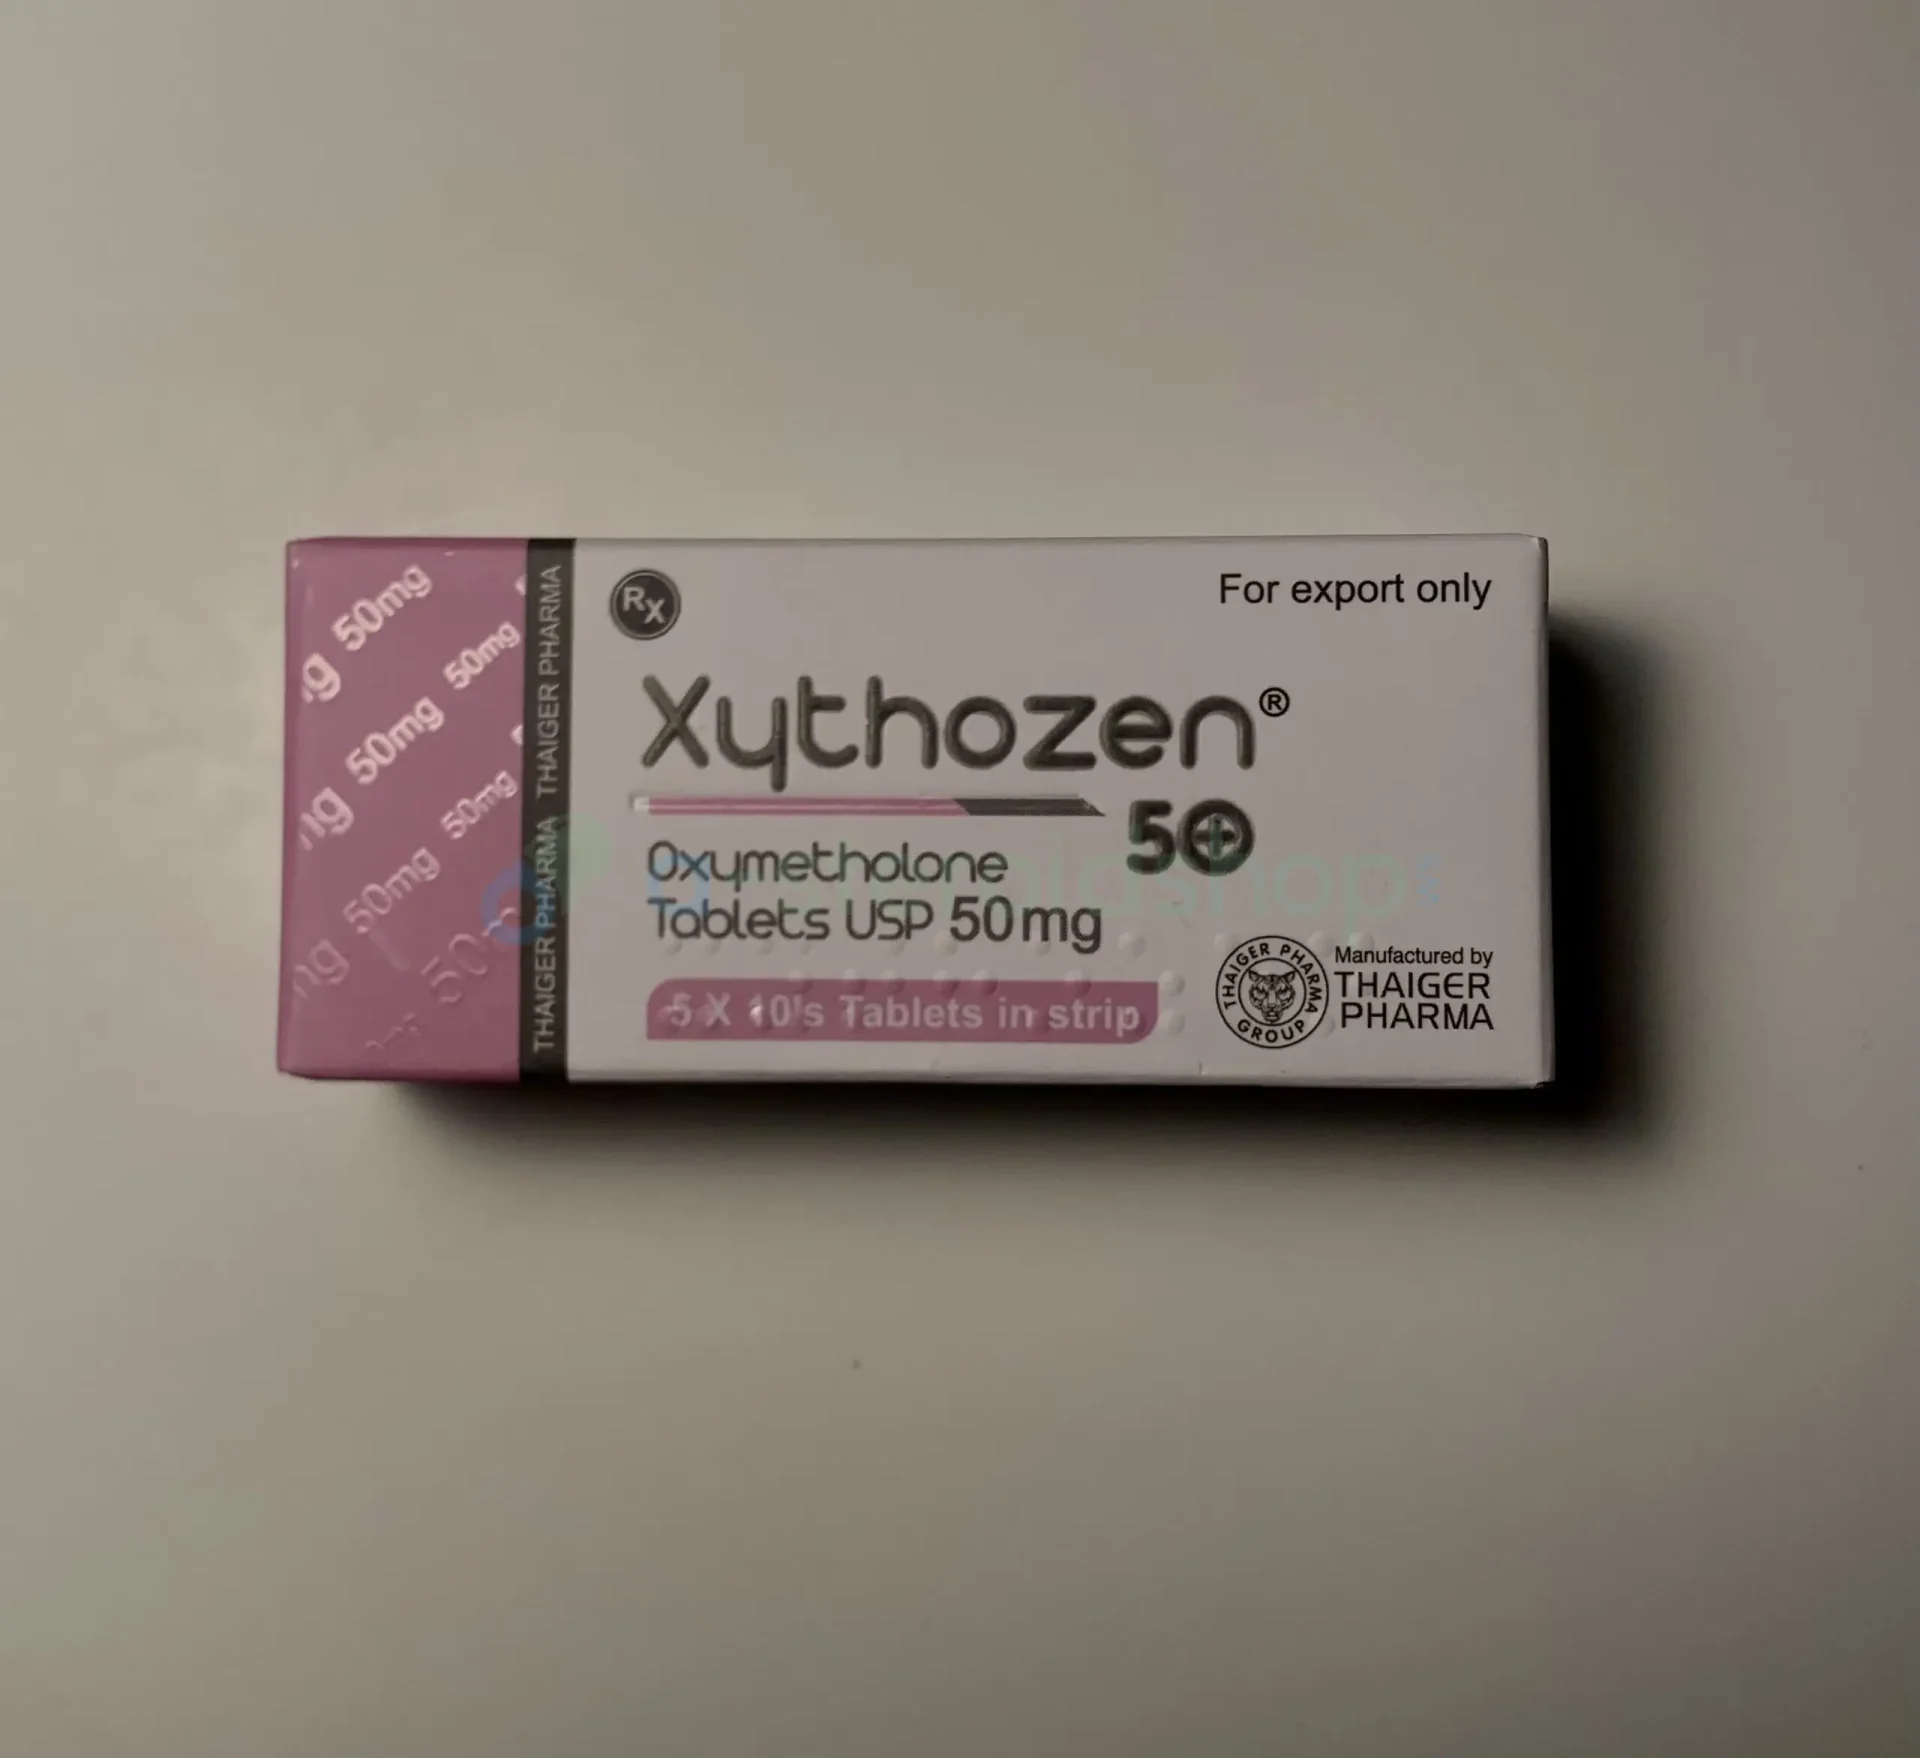 Rx
For export only
Xythozen®
50
Oxymetholone
Tablets USP 50mg
5 X 10's Tablets in strip
THAIGER PHARMA GROUP
Manufactured by
THAIGER
PHARMA
THAIGER PHARMA THAIGER PHARMA
50mg
50mg
50mg
50mg
50mg